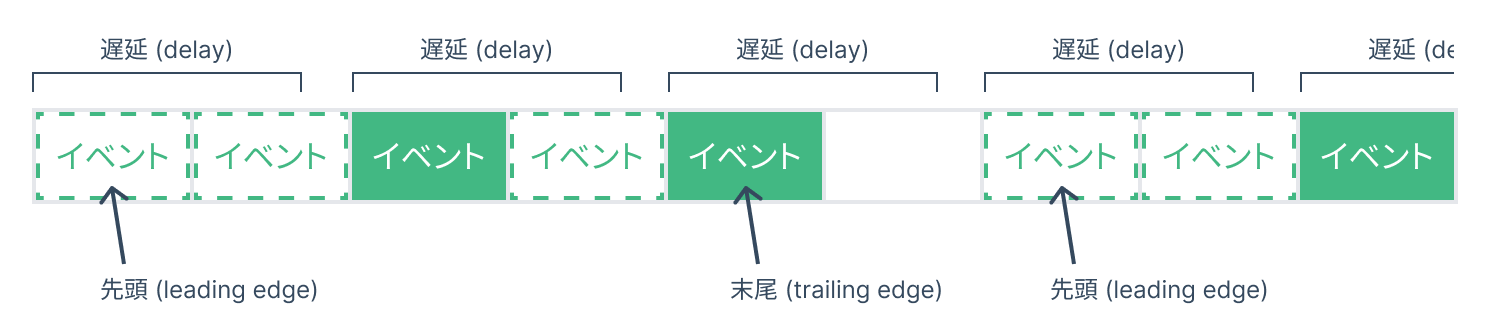 遅延 (delay)
遅延 (delay)
遅延 (delay)
遅延 (delay)
遅延 (de
イベント
イベント
イベント
イベント
イベント
イベント
イベント
イベント
先頭 (leading edge)
末尾 (trailing edge)
先頭 (leading edge)